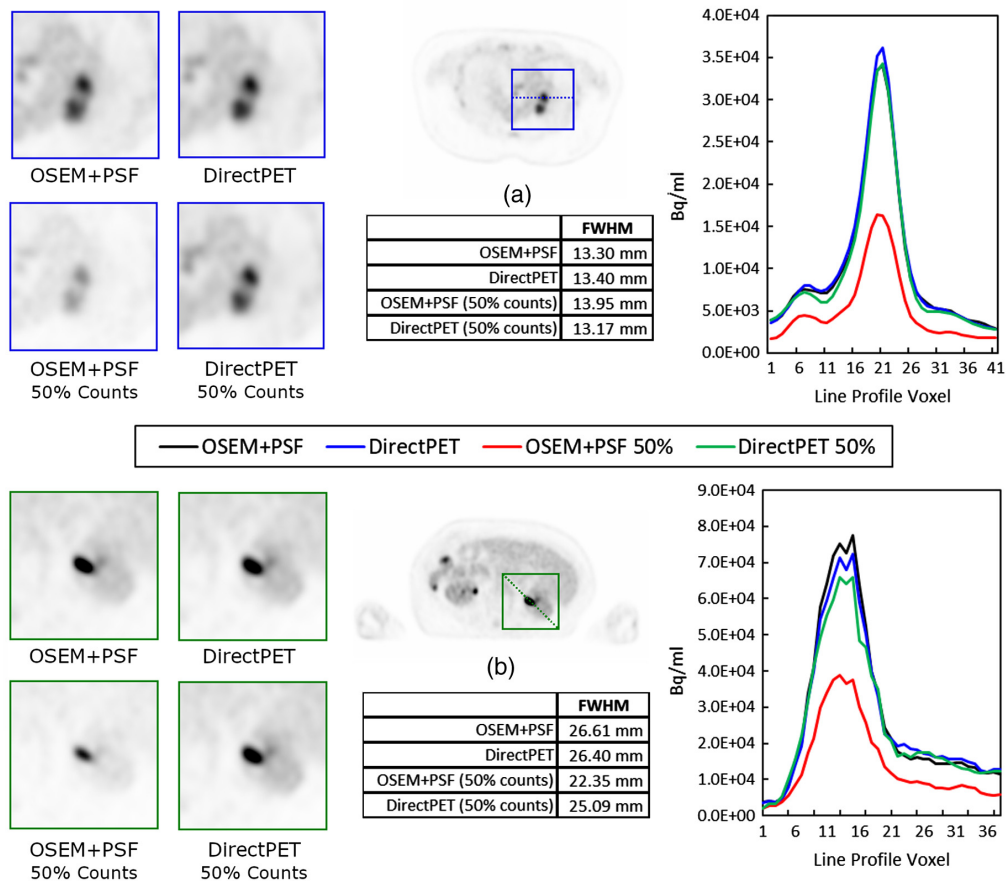 OSEM+PSF
DirectPET
OSEM+PSF
50% Counts
DirectPET
50% Counts
(a)
FWHM
OSEM+PSF 13.30 mm
DirectPET 13.40 mm
OSEM+PSF (50% counts) 13.95 mm
DirectPET (50% counts) 13.17 mm
Bq/ml
4.0E+04
3.5E+04
3.0E+04
2.5E+04
2.0E+04
1.5E+04
1.0E+04
5.0E+03
0.0E+00
1 6 11 16 21 26 31 36 41
Line Profile Voxel
OSEM+PSF DirectPET OSEM+PSF 50% DirectPET 50%
OSEM+PSF
DirectPET
OSEM+PSF
50% Counts
DirectPET
50% Counts
(b)
FWHM
OSEM+PSF 26.61 mm
DirectPET 26.40 mm
OSEM+PSF (50% counts) 22.35 mm
DirectPET (50% counts) 25.09 mm
Bq/ml
9.0E+04
8.0E+04
7.0E+04
6.0E+04
5.0E+04
4.0E+04
3.0E+04
2.0E+04
1.0E+04
0.0E+00
1 6 11 16 21 26 31 36
Line Profile Voxel